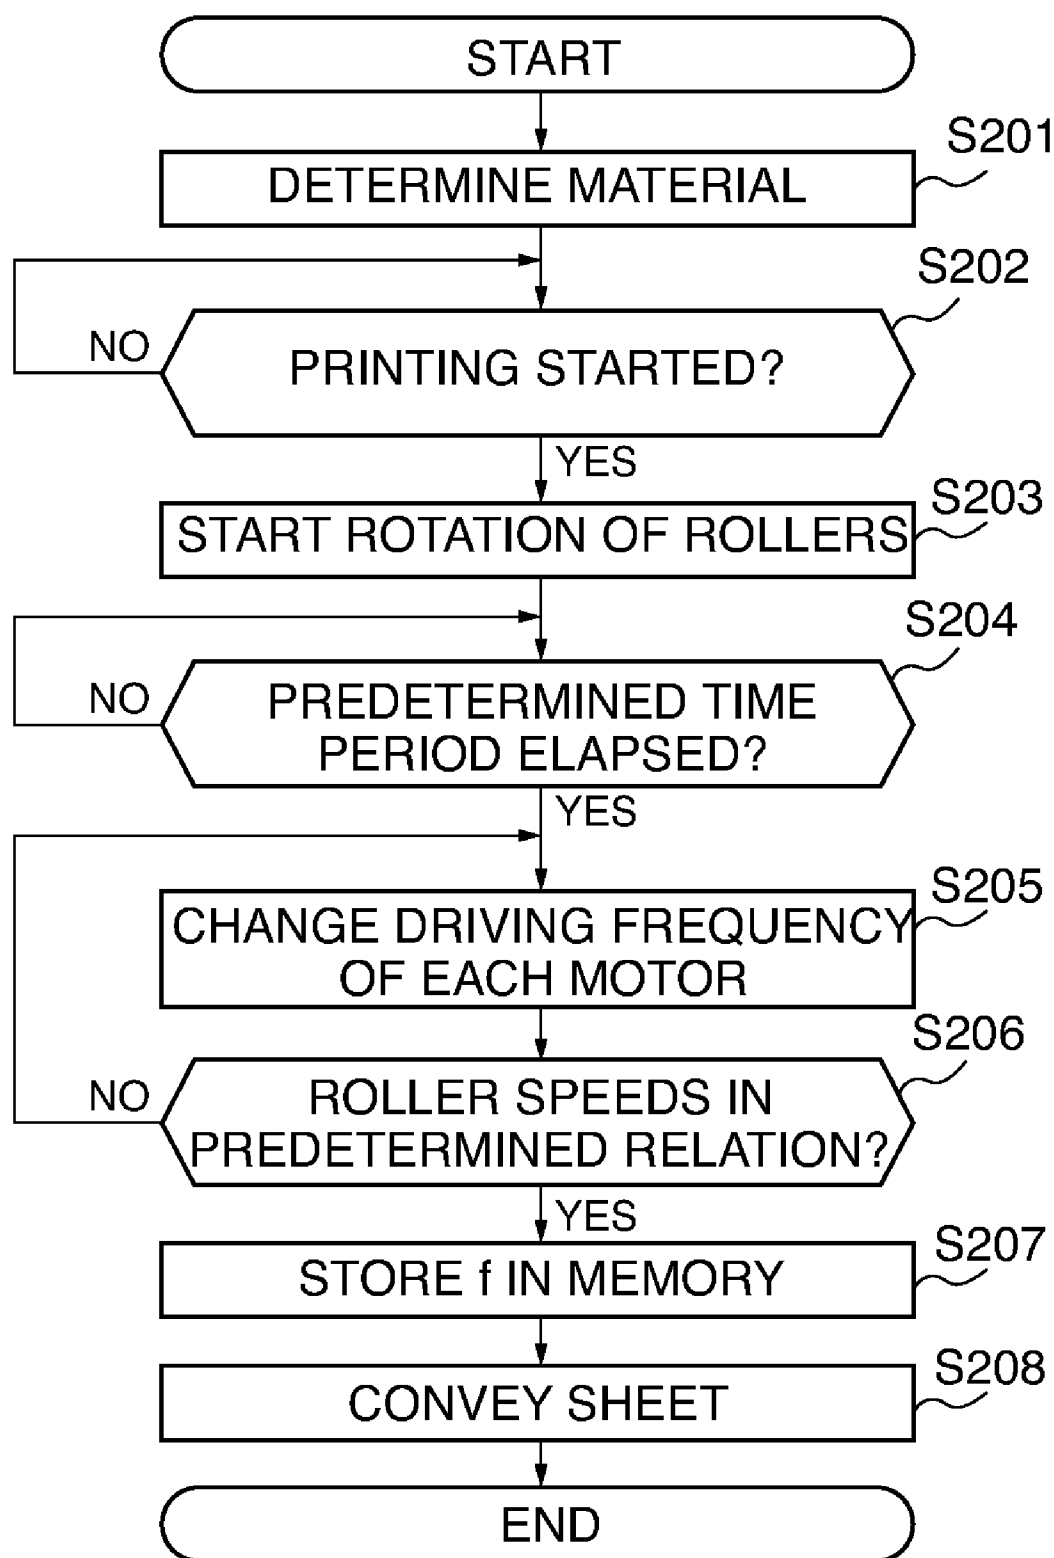 START
S201
DETERMINE MATERIAL
S202
NO
PRINTING STARTED?
YES
S203
START ROTATION OF ROLLERS
S204
NO
PREDETERMINED TIME
PERIOD ELAPSED?
YES
S205
CHANGE DRIVING FREQUENCY
OF EACH MOTOR
S206
NO
ROLLER SPEEDS IN
PREDETERMINED RELATION?
YES
S207
STORE f IN MEMORY
S208
CONVEY SHEET
END